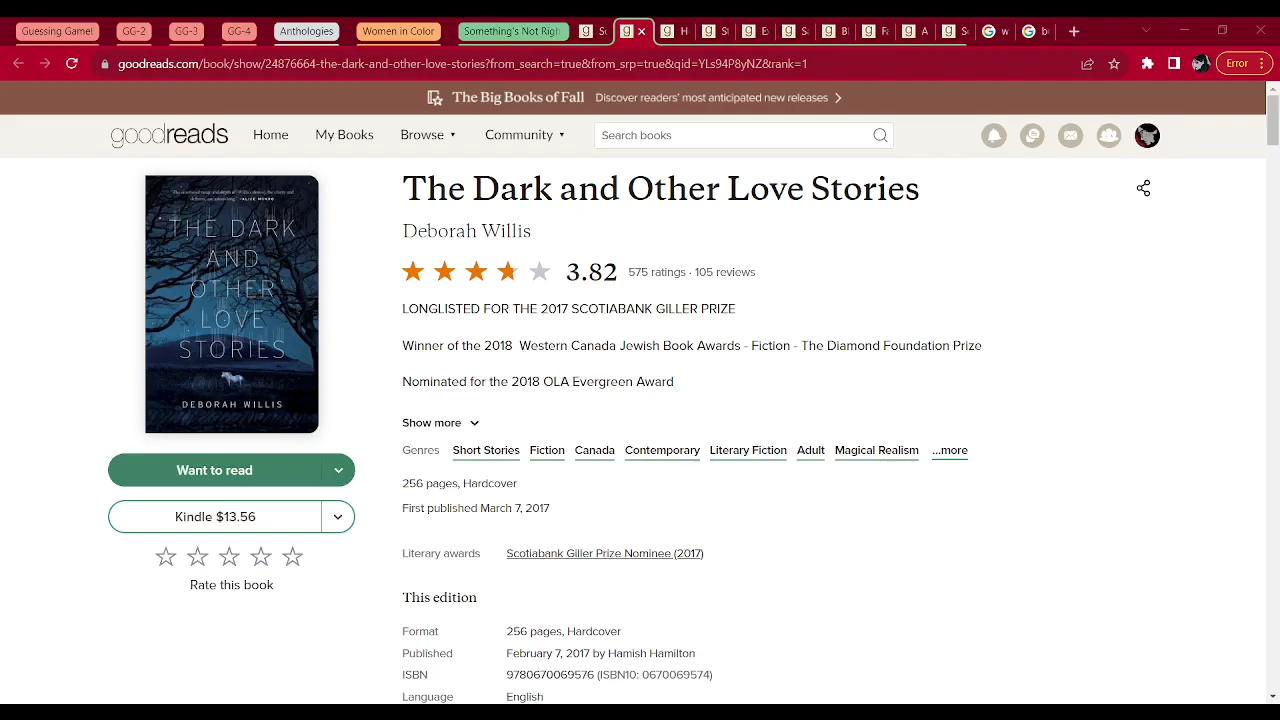 Guessing Game!
GG-2
GG-3
GG-4
Anthologies
Women in Color
Something's Not Righ
goodreads.com/book/show/24876664-the-dark-and-other-love-stories?from_search=true&from_srp=true&qid=YLs94P8yNZ&rank=1
Error
The Big Books of Fall Discover readers' most anticipated new releases
goodreads
Home
My Books
Browse
Community
Search books
The Dark and Other Love Stories
Deborah Willis
3.82 575 ratings · 105 reviews
LONGLISTED FOR THE 2017 SCOTIABANK GILLER PRIZE
Winner of the 2018 Western Canada Jewish Book Awards - Fiction - The Diamond Foundation Prize
Nominated for the 2018 OLA Evergreen Award
Show more
Genres Short Stories Fiction Canada Contemporary Literary Fiction Adult Magical Realism ...more
256 pages, Hardcover
First published March 7, 2017
Literary awards Scotiabank Giller Prize Nominee (2017)
This edition
Format 256 pages, Hardcover
Published February 7, 2017 by Hamish Hamilton
ISBN 9780670069576 (ISBN10: 0670069574)
Language English
—ALICE MUNRO
THE DARK
AND
OTHER
LOVE
STORIES
DEBORAH WILLIS
Want to read
Kindle $13.56
Rate this book